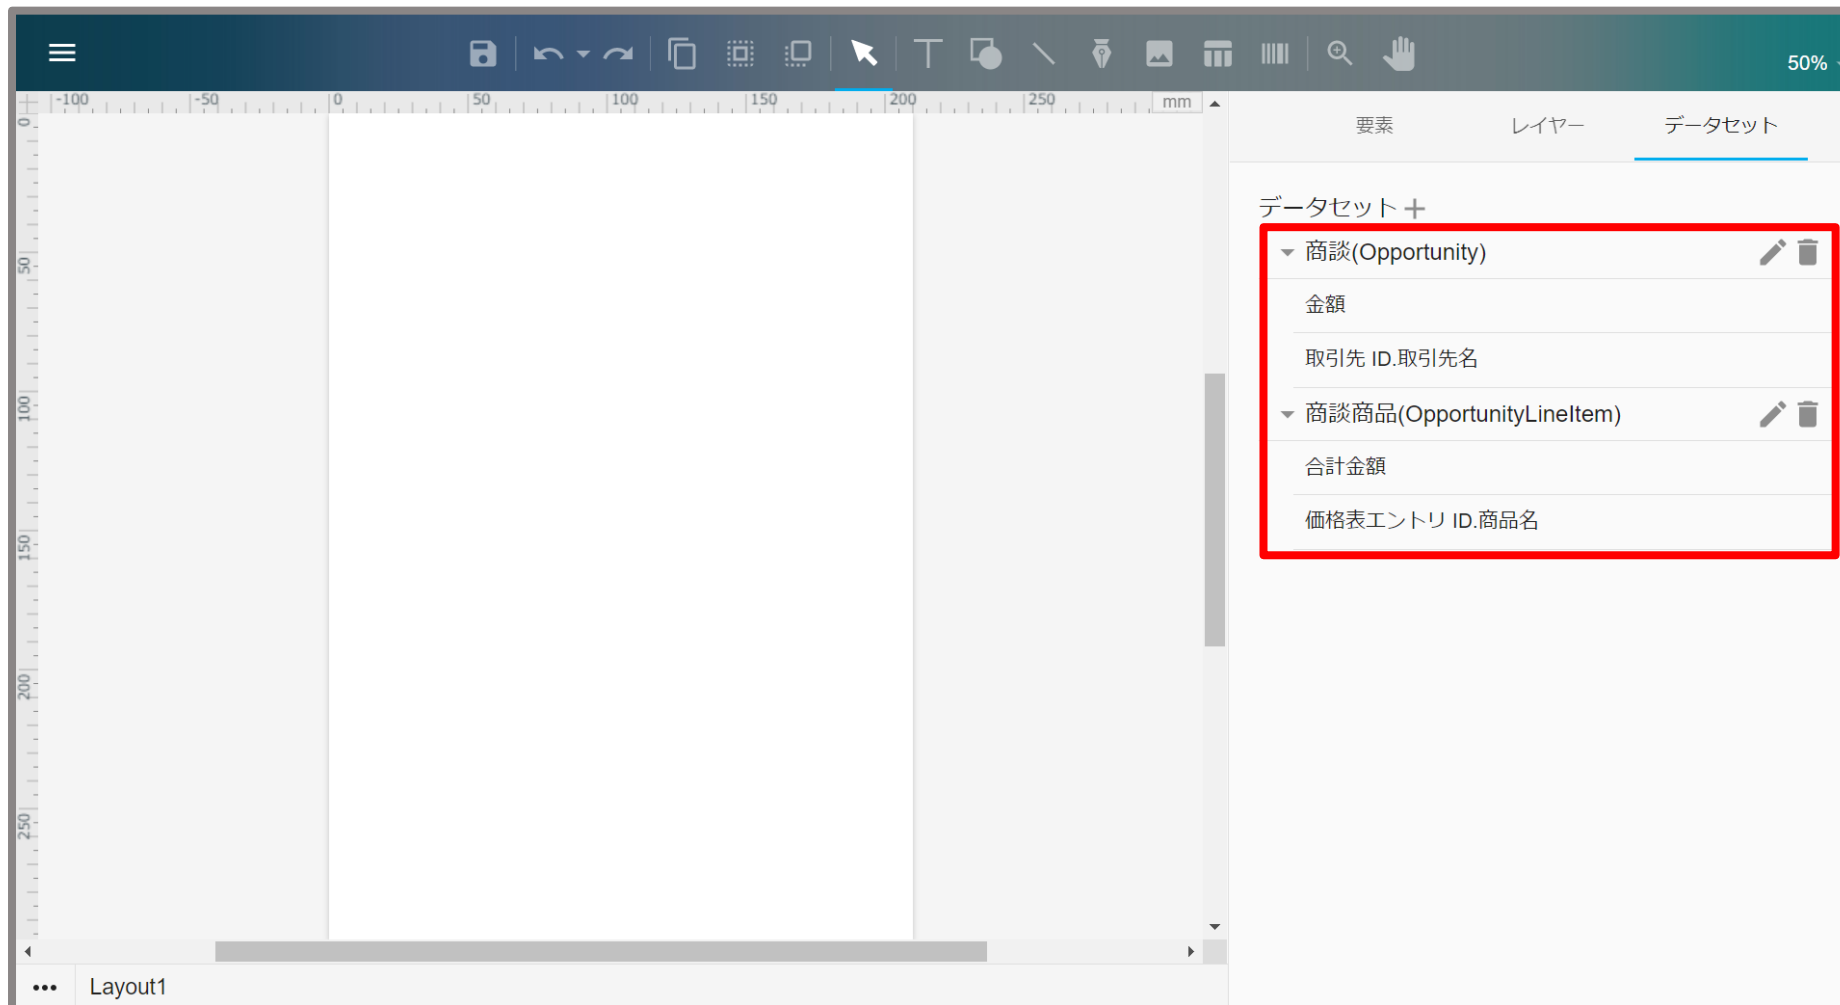 50%
-100 -50 0 50 100 150 200 250 mm
要素 レイヤー データセット
データセット
商談(Opportunity)
金額
取引先 ID.取引先名
商談商品(OpportunityLineItem)
合計金額
価格表エントリ ID.商品名
0
50
100
150
200
250
Layout1